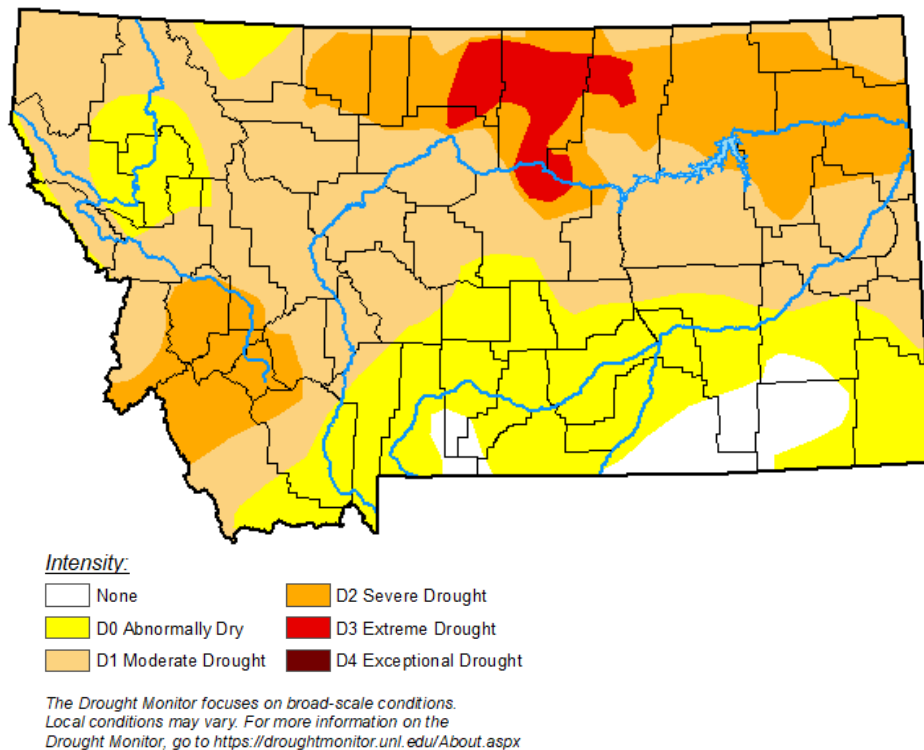 Intensity:
None
D0 Abnormally Dry
D1 Moderate Drought
D2 Severe Drought
D3 Extreme Drought
D4 Exceptional Drought
The Drought Monitor focuses on broad-scale conditions.
Local conditions may vary. For more information on the
Drought Monitor, go to https://droughtmonitor.unl.edu/About.aspx